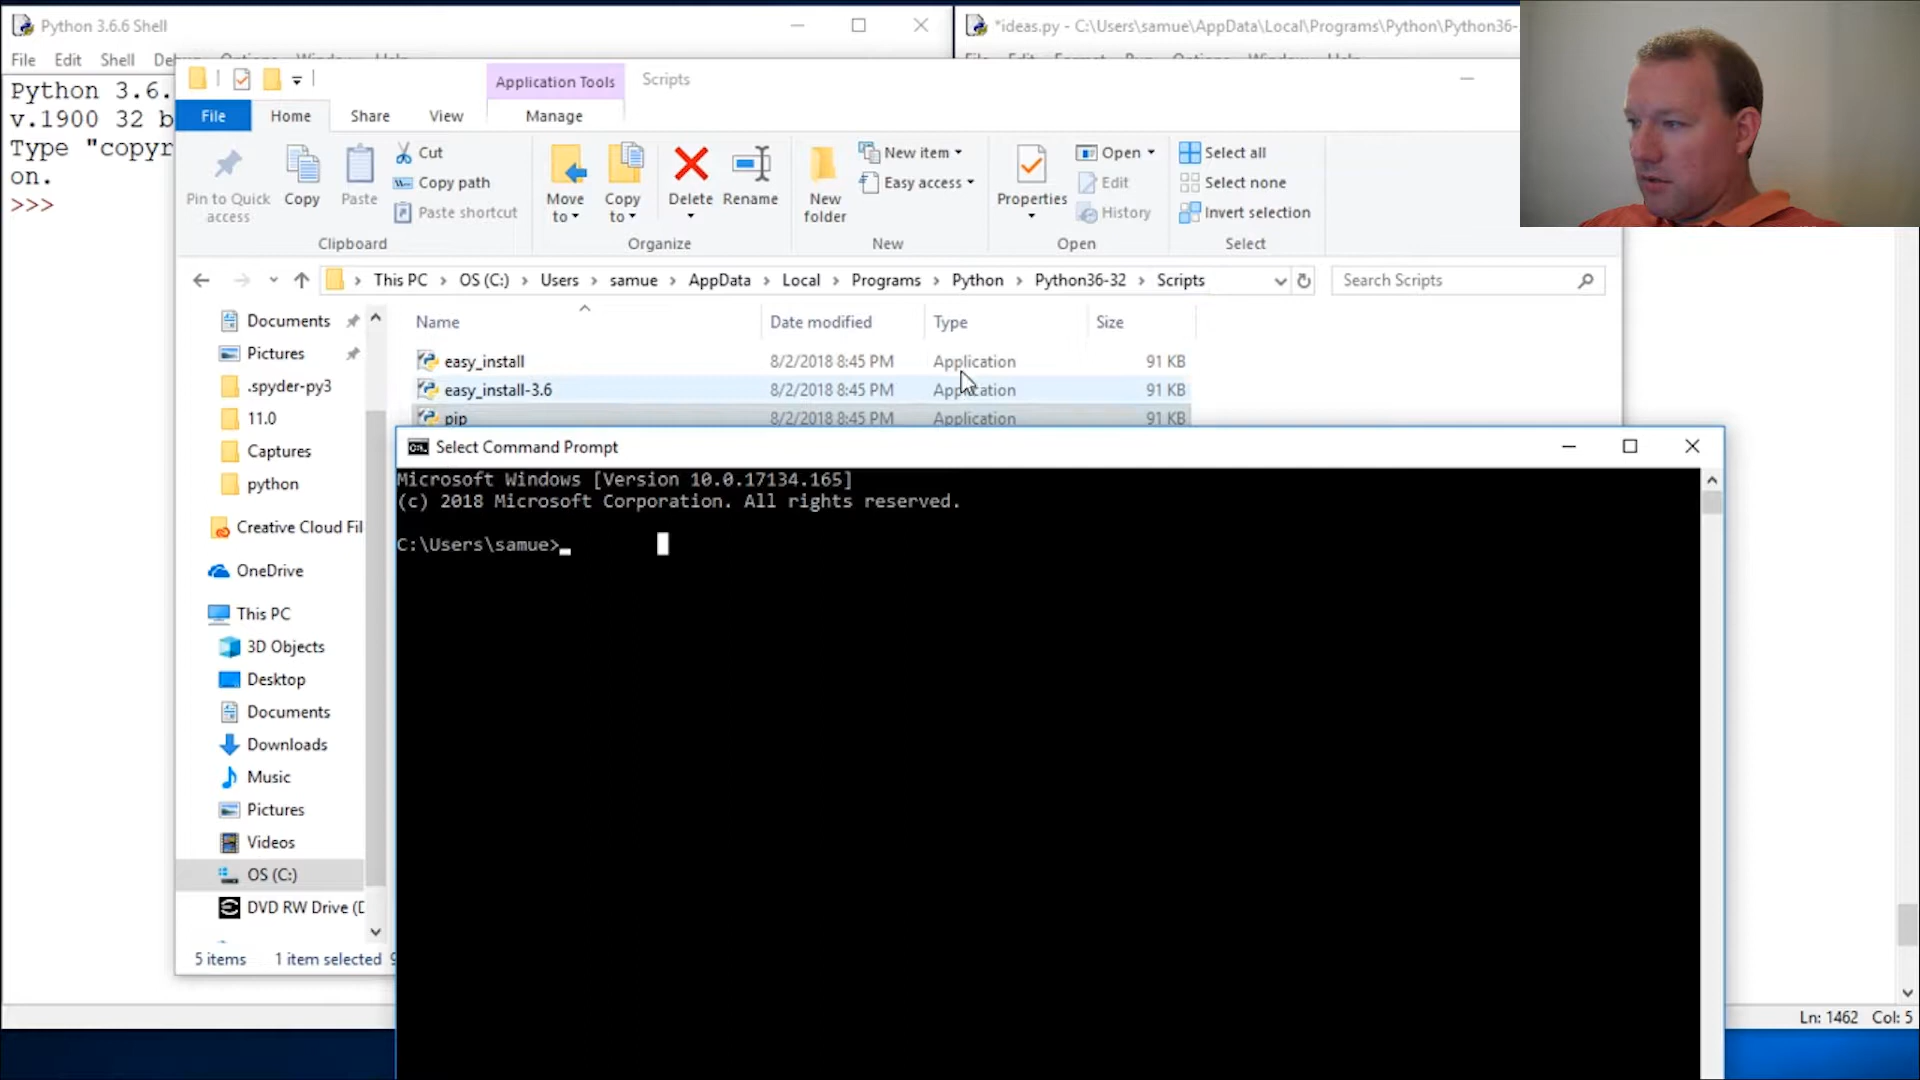 Python 3.6.6 Shell
*ideas.py - C:\Users\samue\AppData\Local\Programs\Python\Python36-
File Edit Shell
Python 3.6.
v.1900 32 b
Type "copyr
on.
>>>
Application Tools
Scripts
File Home Share View Manage
Pin to Quick access
Copy
Paste
Cut
Copy path
Paste shortcut
Clipboard
Move to
Copy to
Delete
Rename
Organize
New folder
New item
Easy access
New
Properties
Open
Edit
History
Open
Select all
Select none
Invert selection
Select
This PC > OS (C:) > Users > samue > AppData > Local > Programs > Python > Python36-32 > Scripts
Search Scripts
Name Date modified Type Size
easy_install 8/2/2018 8:45 PM Application 91 KB
easy_install-3.6 8/2/2018 8:45 PM Application 91 KB
pip 8/2/2018 8:45 PM Application 91 KB
Documents
Pictures
.spyder-py3
11.0
Captures
python
Creative Cloud Fil
OneDrive
This PC
3D Objects
Desktop
Documents
Downloads
Music
Pictures
Videos
OS (C:)
DVD RW Drive (D
5 items 1 item selected
Select Command Prompt
Microsoft Windows [Version 10.0.17134.165]
(c) 2018 Microsoft Corporation. All rights reserved.
C:\Users\samue>
Ln: 1462 Col: 5